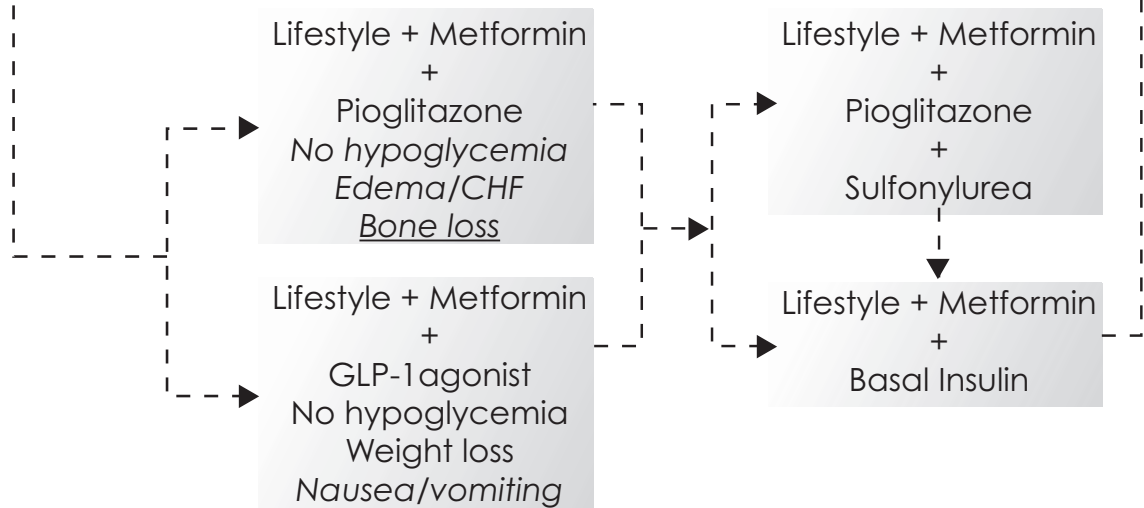 Lifestyle + Metformin
+
Pioglitazone
No hypoglycemia
Edema/CHF
Bone loss
Lifestyle + Metformin
+
GLP-1agonist
No hypoglycemia
Weight loss
Nausea/vomiting
Lifestyle + Metformin
+
Pioglitazone
+
Sulfonylurea
Lifestyle + Metformin
+
Basal Insulin